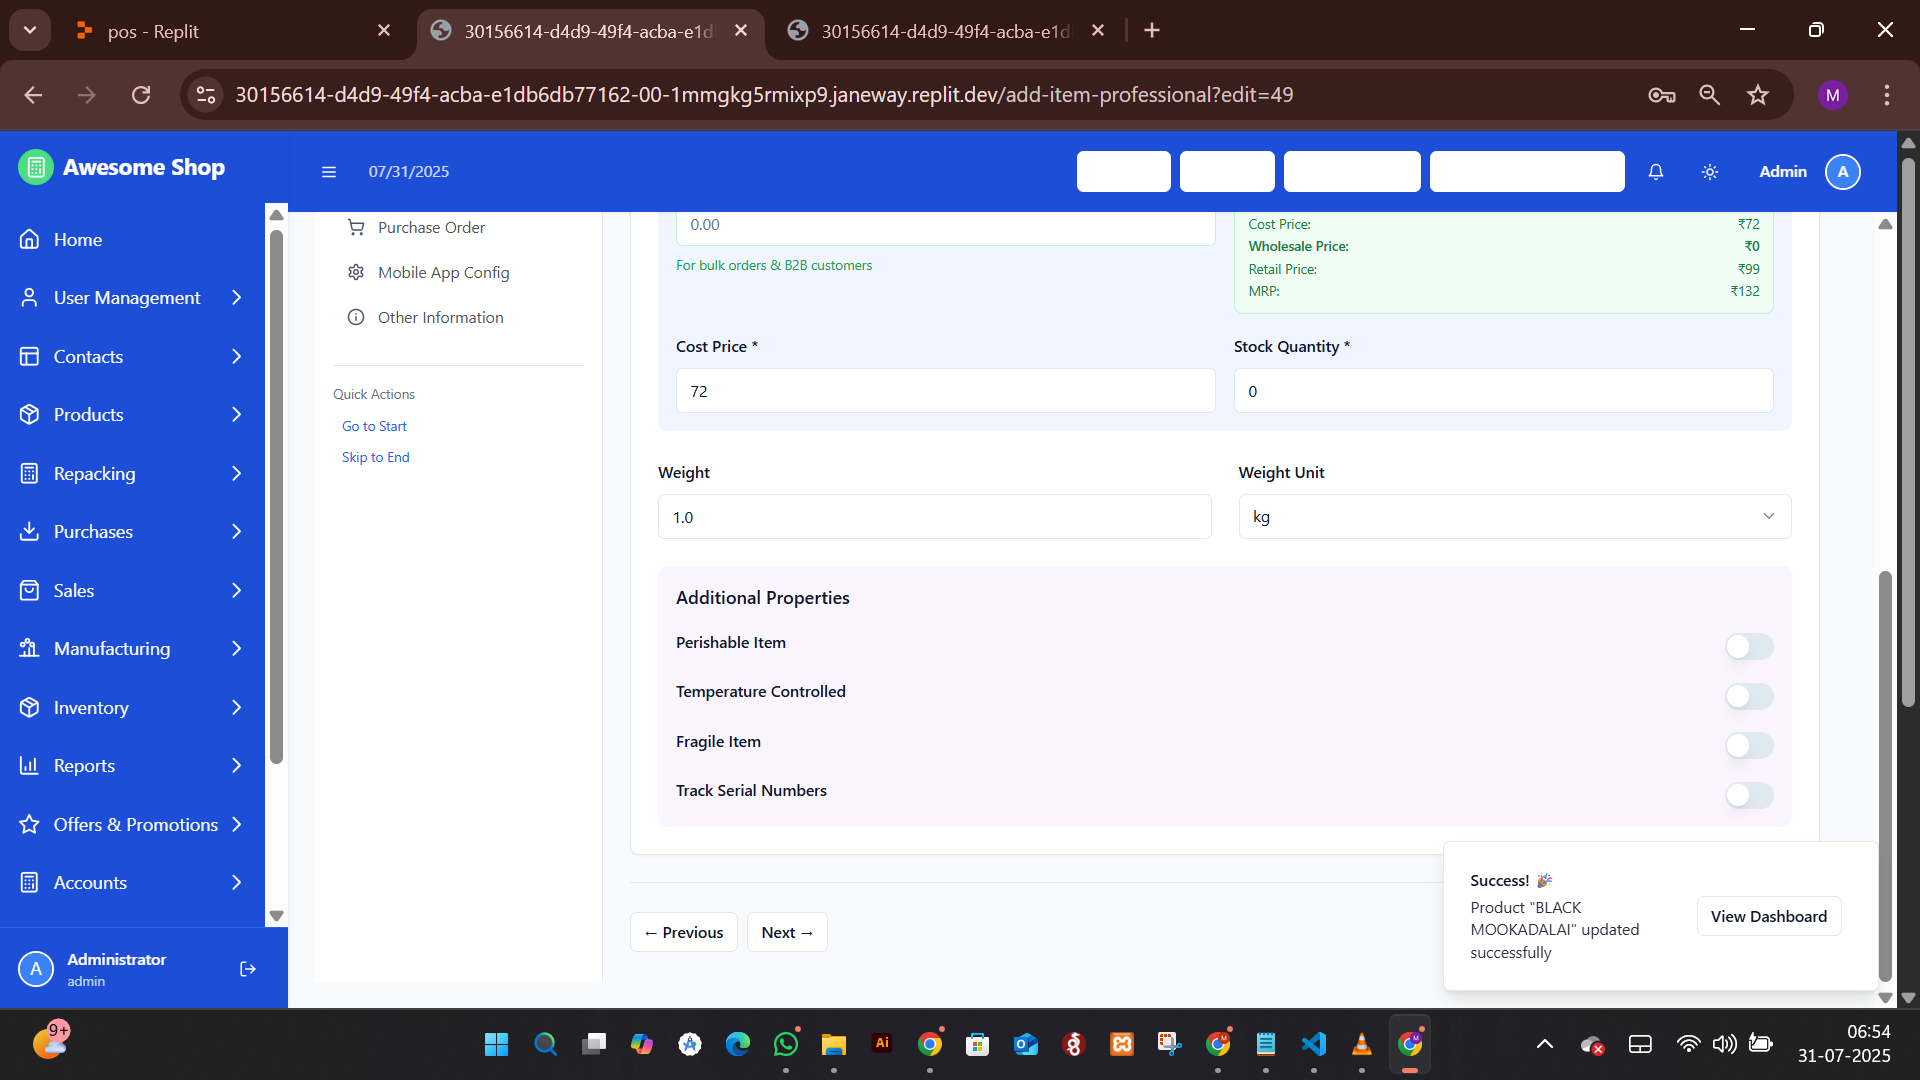 pos - Replit
30156614-d4d9-49f4-acba-e1d
30156614-d4d9-49f4-acba-e1d
30156614-d4d9-49f4-acba-e1db6db77162-00-1mmgkg5rmixp9.janeway.replit.dev/add-item-professional?edit=49
M
Awesome Shop
07/31/2025
Admin
A
Home
User Management
Contacts
Products
Repacking
Purchases
Sales
Manufacturing
Inventory
Reports
Offers & Promotions
Accounts
A
Administrator
admin
Purchase Order
Mobile App Config
Other Information
Quick Actions
Go to Start
Skip to End
0.00
For bulk orders & B2B customers
Cost Price: ₹72
Wholesale Price: ₹0
Retail Price: ₹99
MRP: ₹132
Cost Price *
Stock Quantity *
72
0
Weight
Weight Unit
1.0
kg
Additional Properties
Perishable Item
Temperature Controlled
Fragile Item
Track Serial Numbers
← Previous
Next →
Success! 🎉
Product "BLACK
MOOKADALAI" updated
successfully
View Dashboard
9+
Ai
06:54
31-07-2025